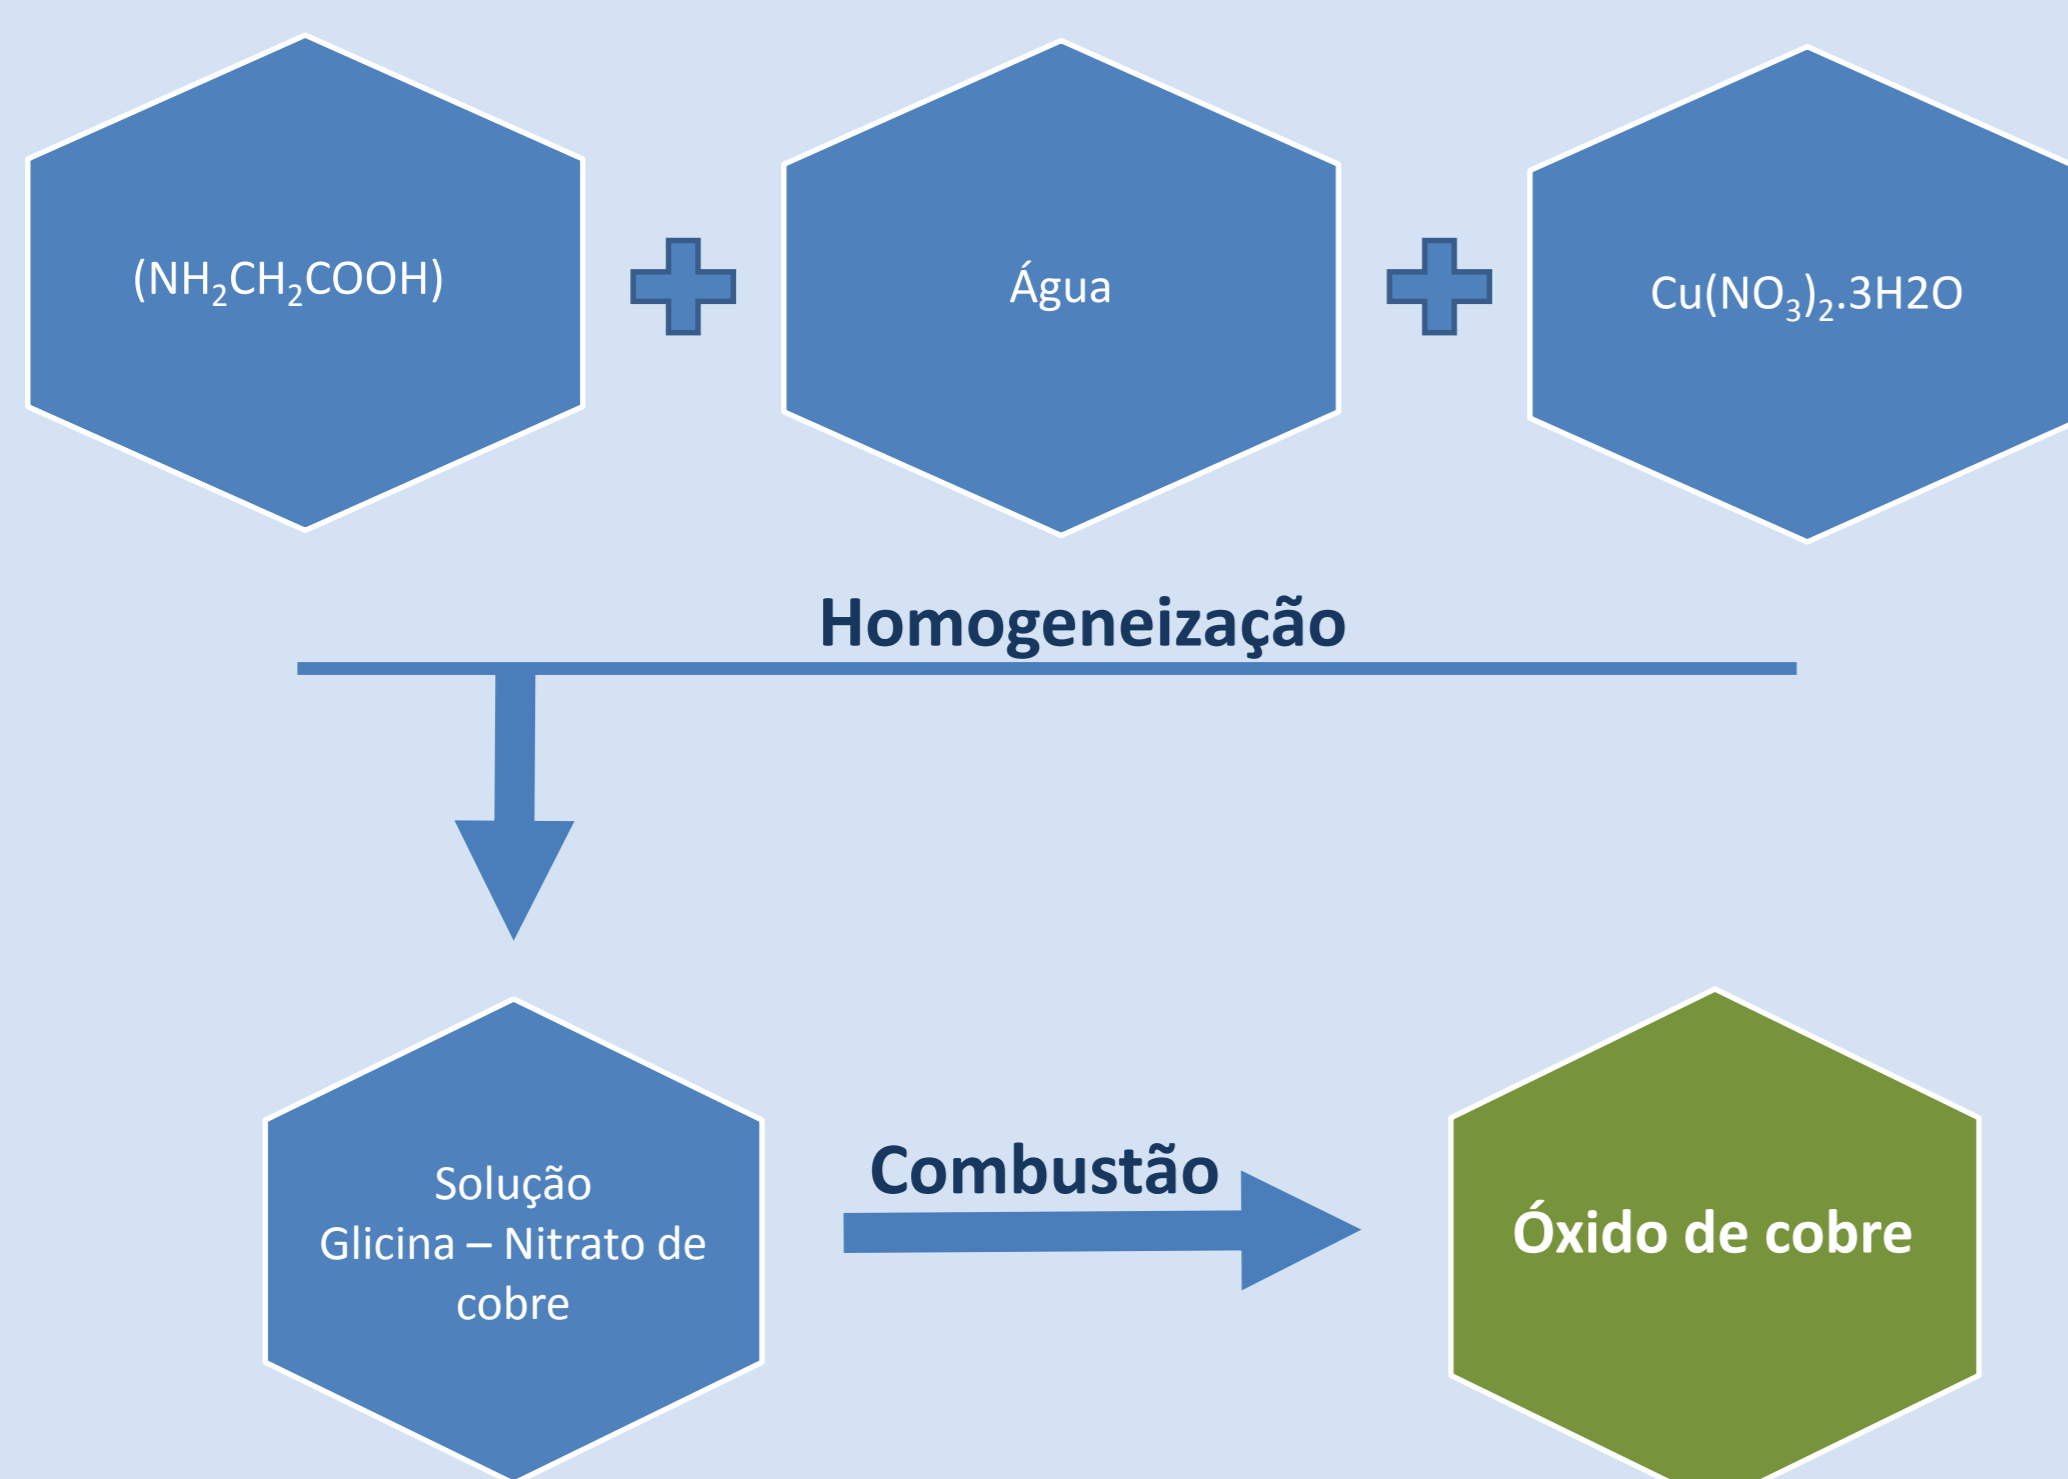 (NH₂CH₂COOH)
Água
Cu(NO₃)₂.3H2O
Homogeneização
Solução
Glicina – Nitrato de
cobre
Combustão
Óxido de cobre